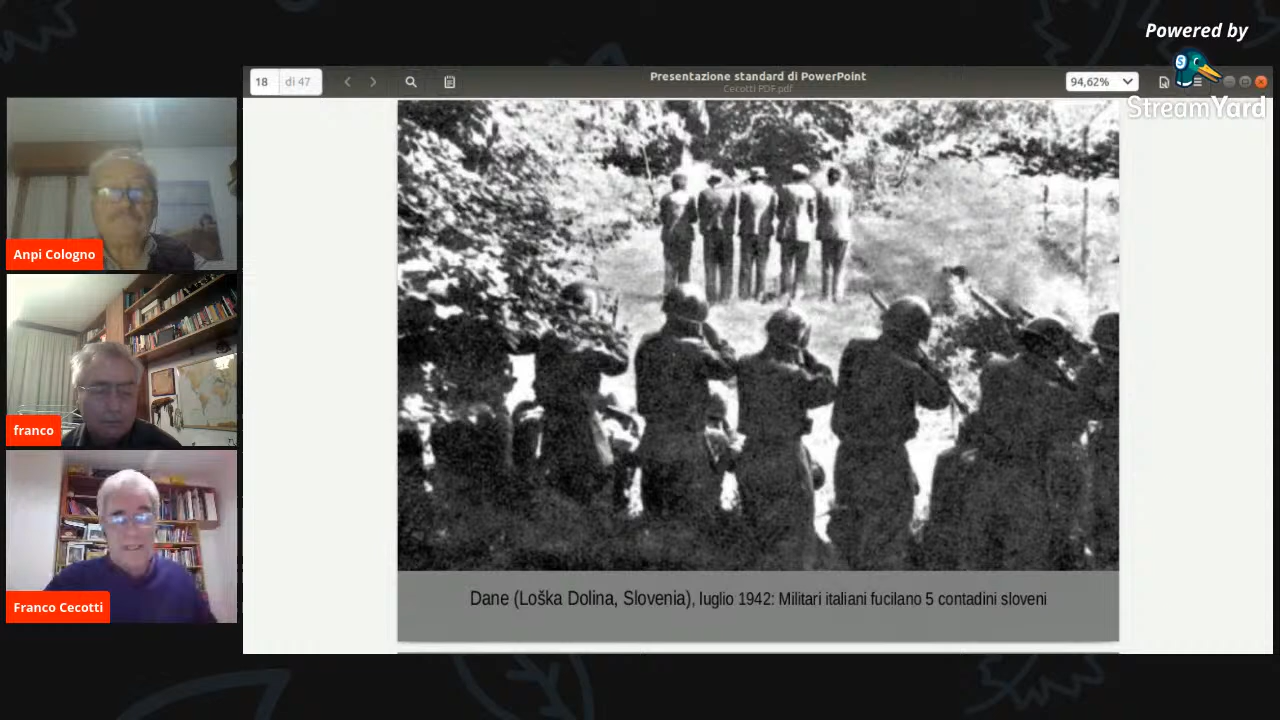 Powered by
StreamYard
18 di 47
Presentazione standard di PowerPoint
Cecotti PDF.pdf
94,62%
Anpi Cologno
franco
Franco Cecotti
Dane (Loška Dolina, Slovenia), luglio 1942: Militari italiani fucilano 5 contadini sloveni